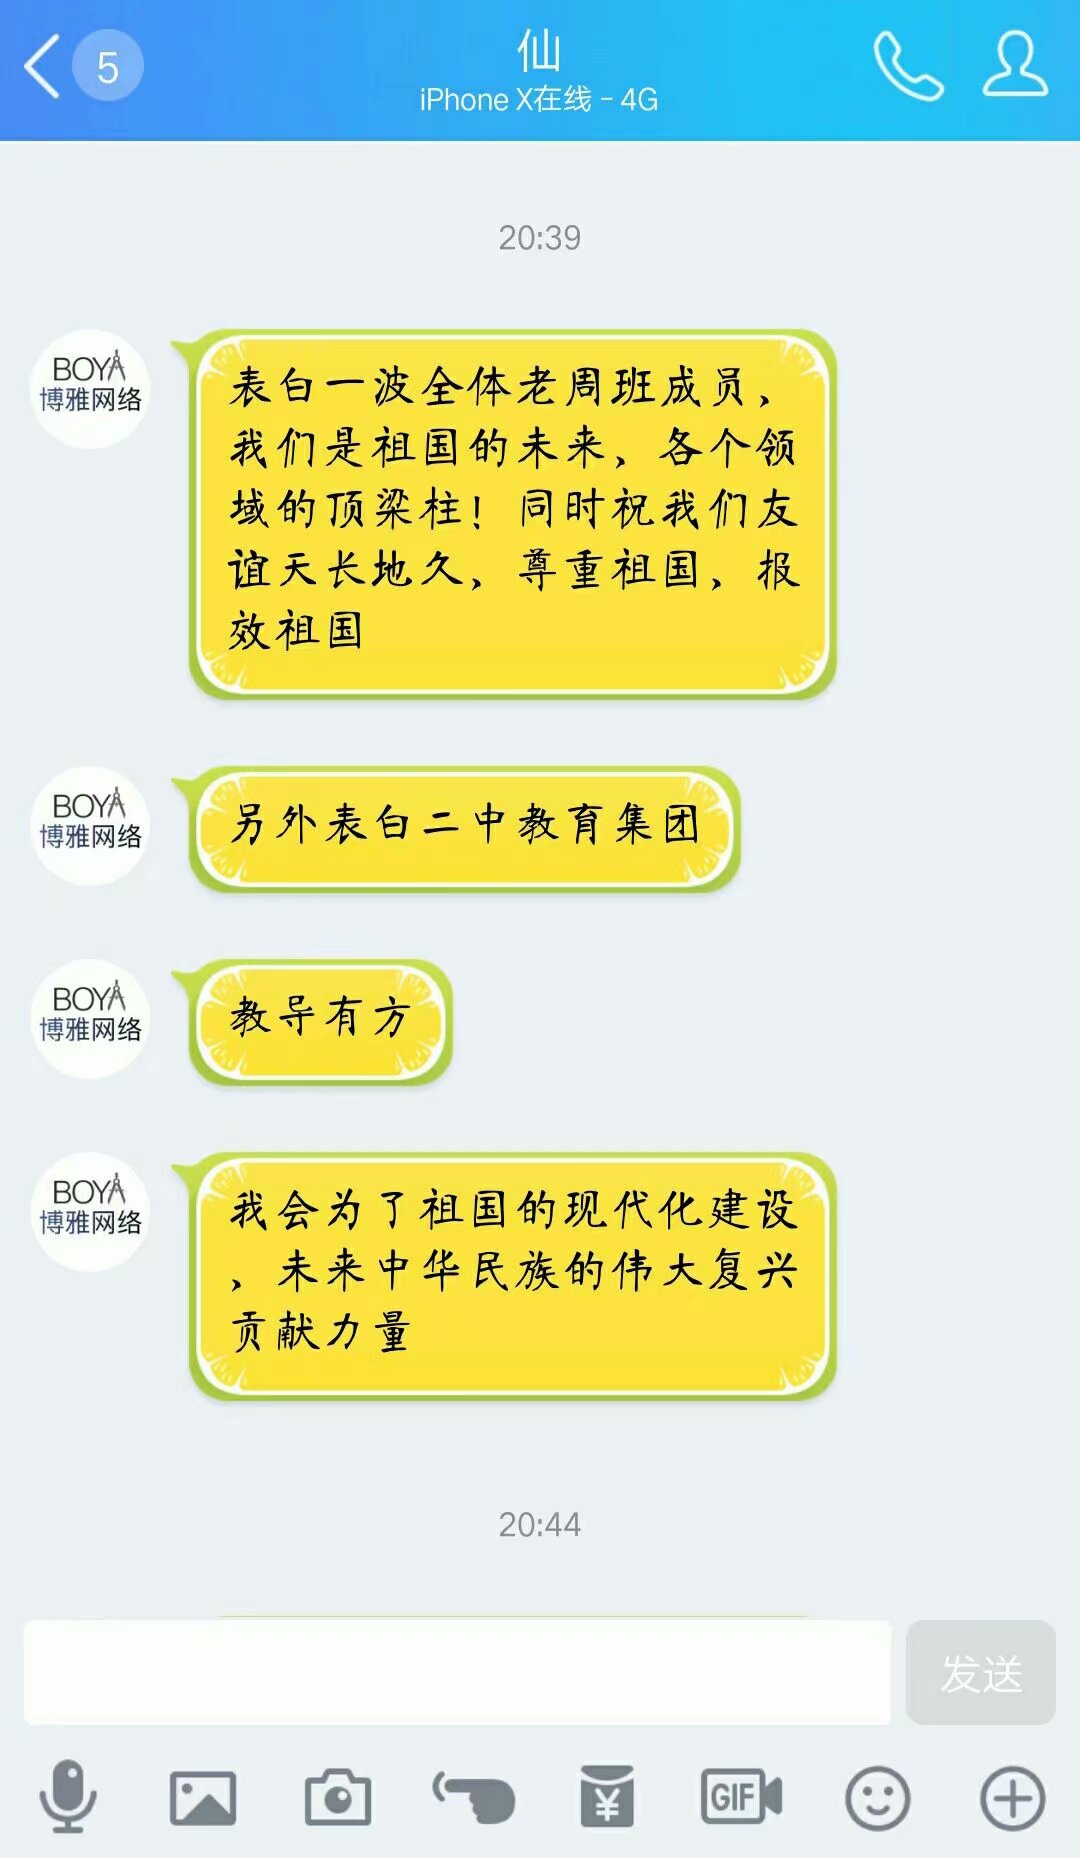 5
仙
iPhone X在线 - 4G
20:39
BOYA
博雅网络
表白一波全体老周班成员，
我们是祖国的未来，各个领
域的顶梁柱！同时祝我们友
谊天长地久，尊重祖国，报
效祖国
BOYA
博雅网络
另外表白二中教育集团
BOYA
博雅网络
教导有方
BOYA
博雅网络
我会为了祖国的现代化建设
，未来中华民族的伟大复兴
贡献力量
20:44
发送
¥
GIF